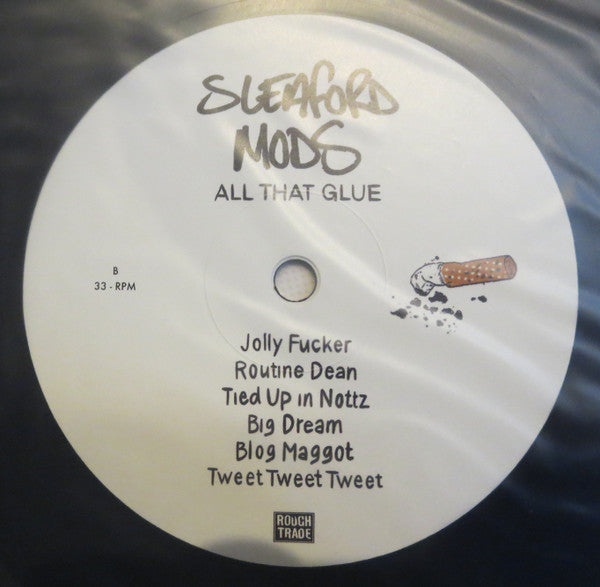 SLEAFORD
MODS
ALL THAT GLUE
B
33 - RPM
Jolly Fucker
Routine Dean
Tied Up in Nottz
Big Dream
Blog Maggot
Tweet Tweet Tweet
ROUGH
TRADE